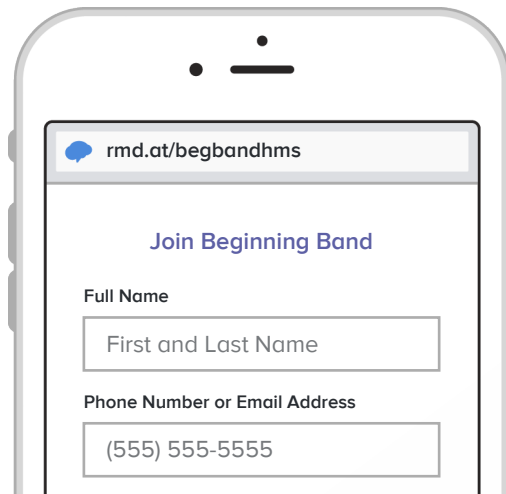 rmd.at/begbandhms
Join Beginning Band
Full Name
First and Last Name
Phone Number or Email Address
(555) 555-5555